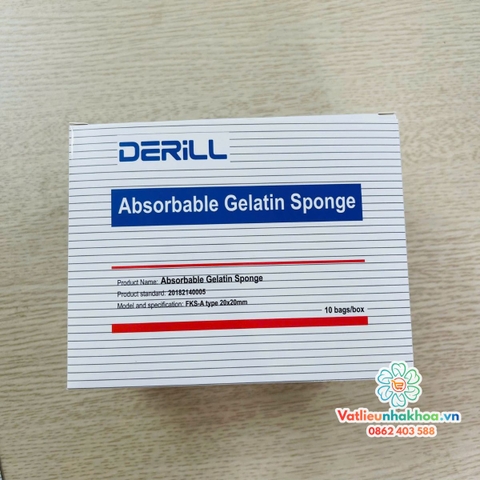 DERiLL
Absorbable Gelatin Sponge
Product Name: Absorbable Gelatin Sponge
Product standard: 20182140005
Model and specification: FKS-A.type 20x20mm
10 bags/box
Vatlieunhakhoa.vn
0862 403 588